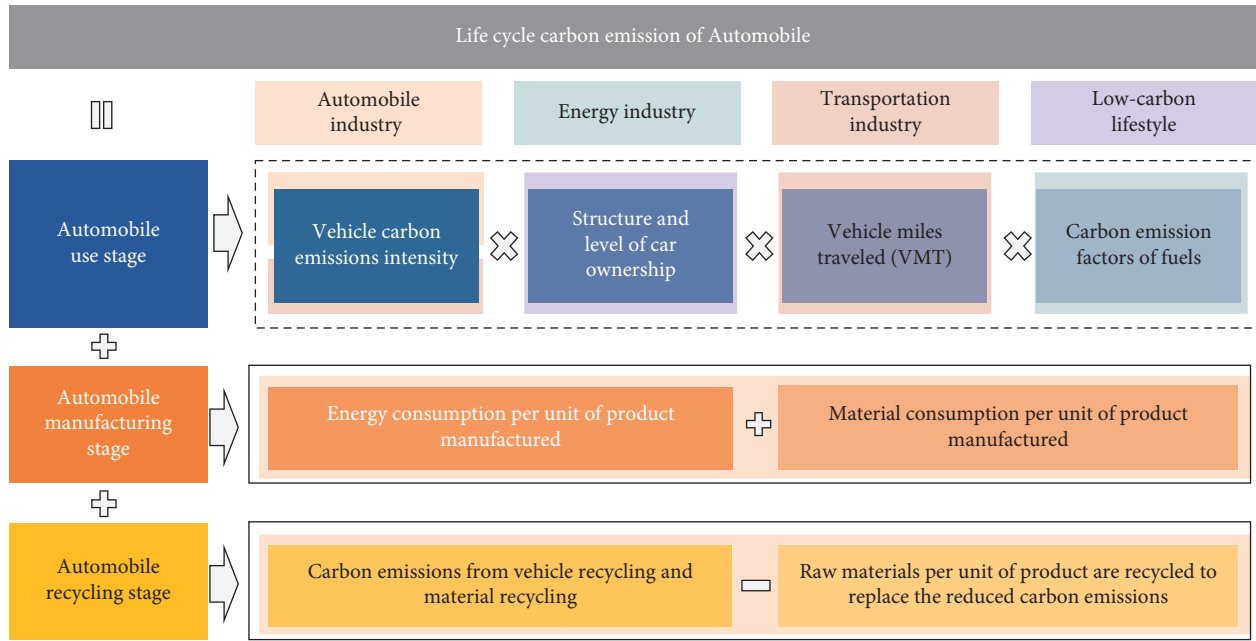 Life cycle carbon emission of Automobile
Automobile
industry
Energy industry
Transportation
industry
Low-carbon
lifestyle
Automobile
use stage
Vehicle carbon
emissions intensity
Structure and
level of car
ownership
Vehicle miles
traveled (VMT)
Carbon emission
factors of fuels
Automobile
manufacturing
stage
Energy consumption per unit of product
manufactured
Material consumption per unit of product
manufactured
Automobile
recycling stage
Carbon emissions from vehicle recycling and
material recycling
Raw materials per unit of product are recycled to
replace the reduced carbon emissions